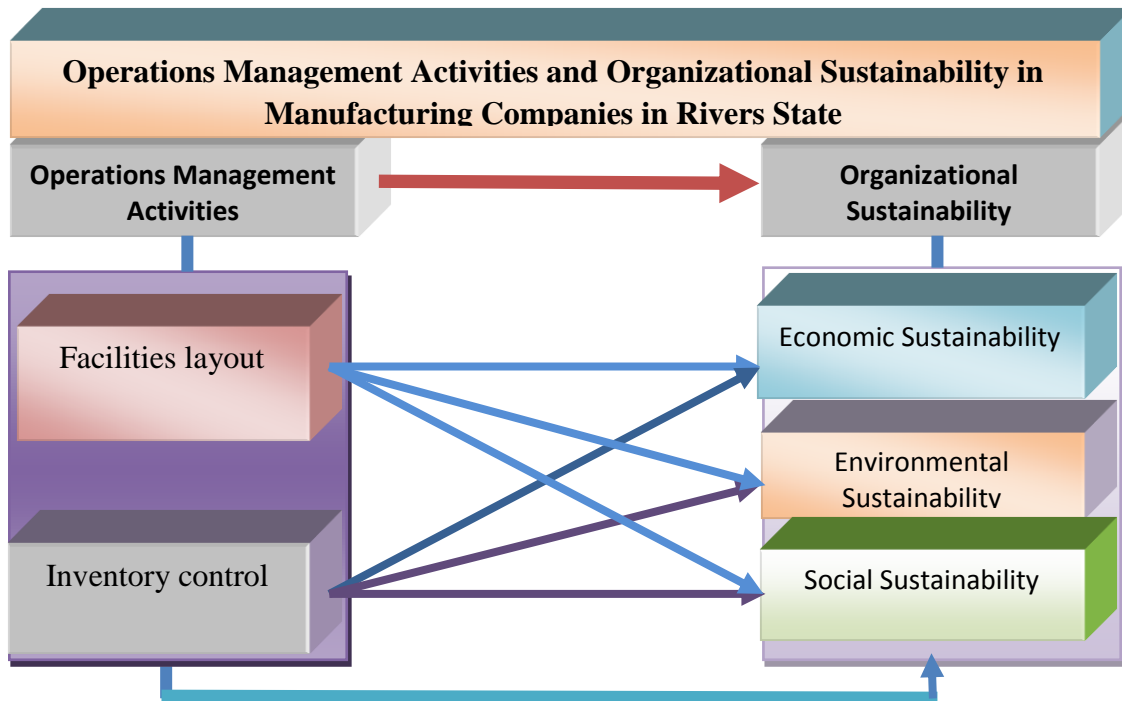 Operations Management Activities and Organizational Sustainability in
Manufacturing Companies in Rivers State
Operations Management
Activities
Organizational
Sustainability
Facilities layout
Economic Sustainability
Environmental
Sustainability
Inventory control
Social Sustainability